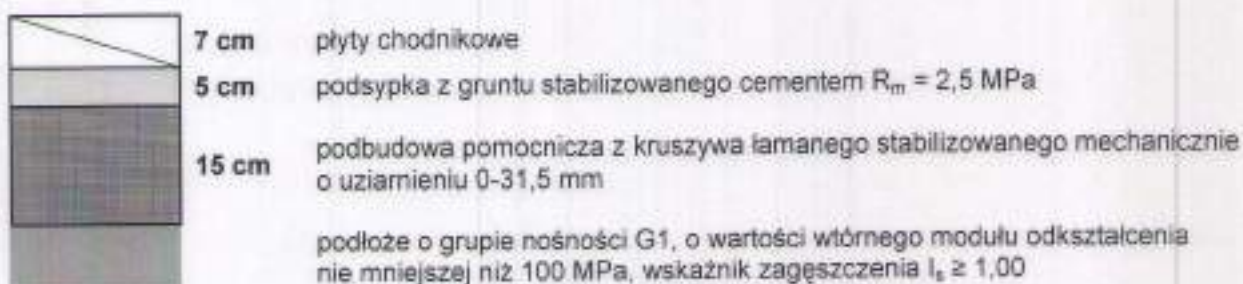 7 cm płyty chodnikowe
5 cm podsypka z gruntu stabilizowanego cementem Rm = 2,5 MPa
15 cm podbudowa pomocnicza z kruszywa łamanego stabilizowanego mechanicznie
o uziarnieniu 0-31,5 mm
podłoże o grupie nośności G1, o wartości wtórnego modułu odkształcenia
nie mniejszej niż 100 MPa, wskaźnik zagęszczenia Is ≥ 1,00